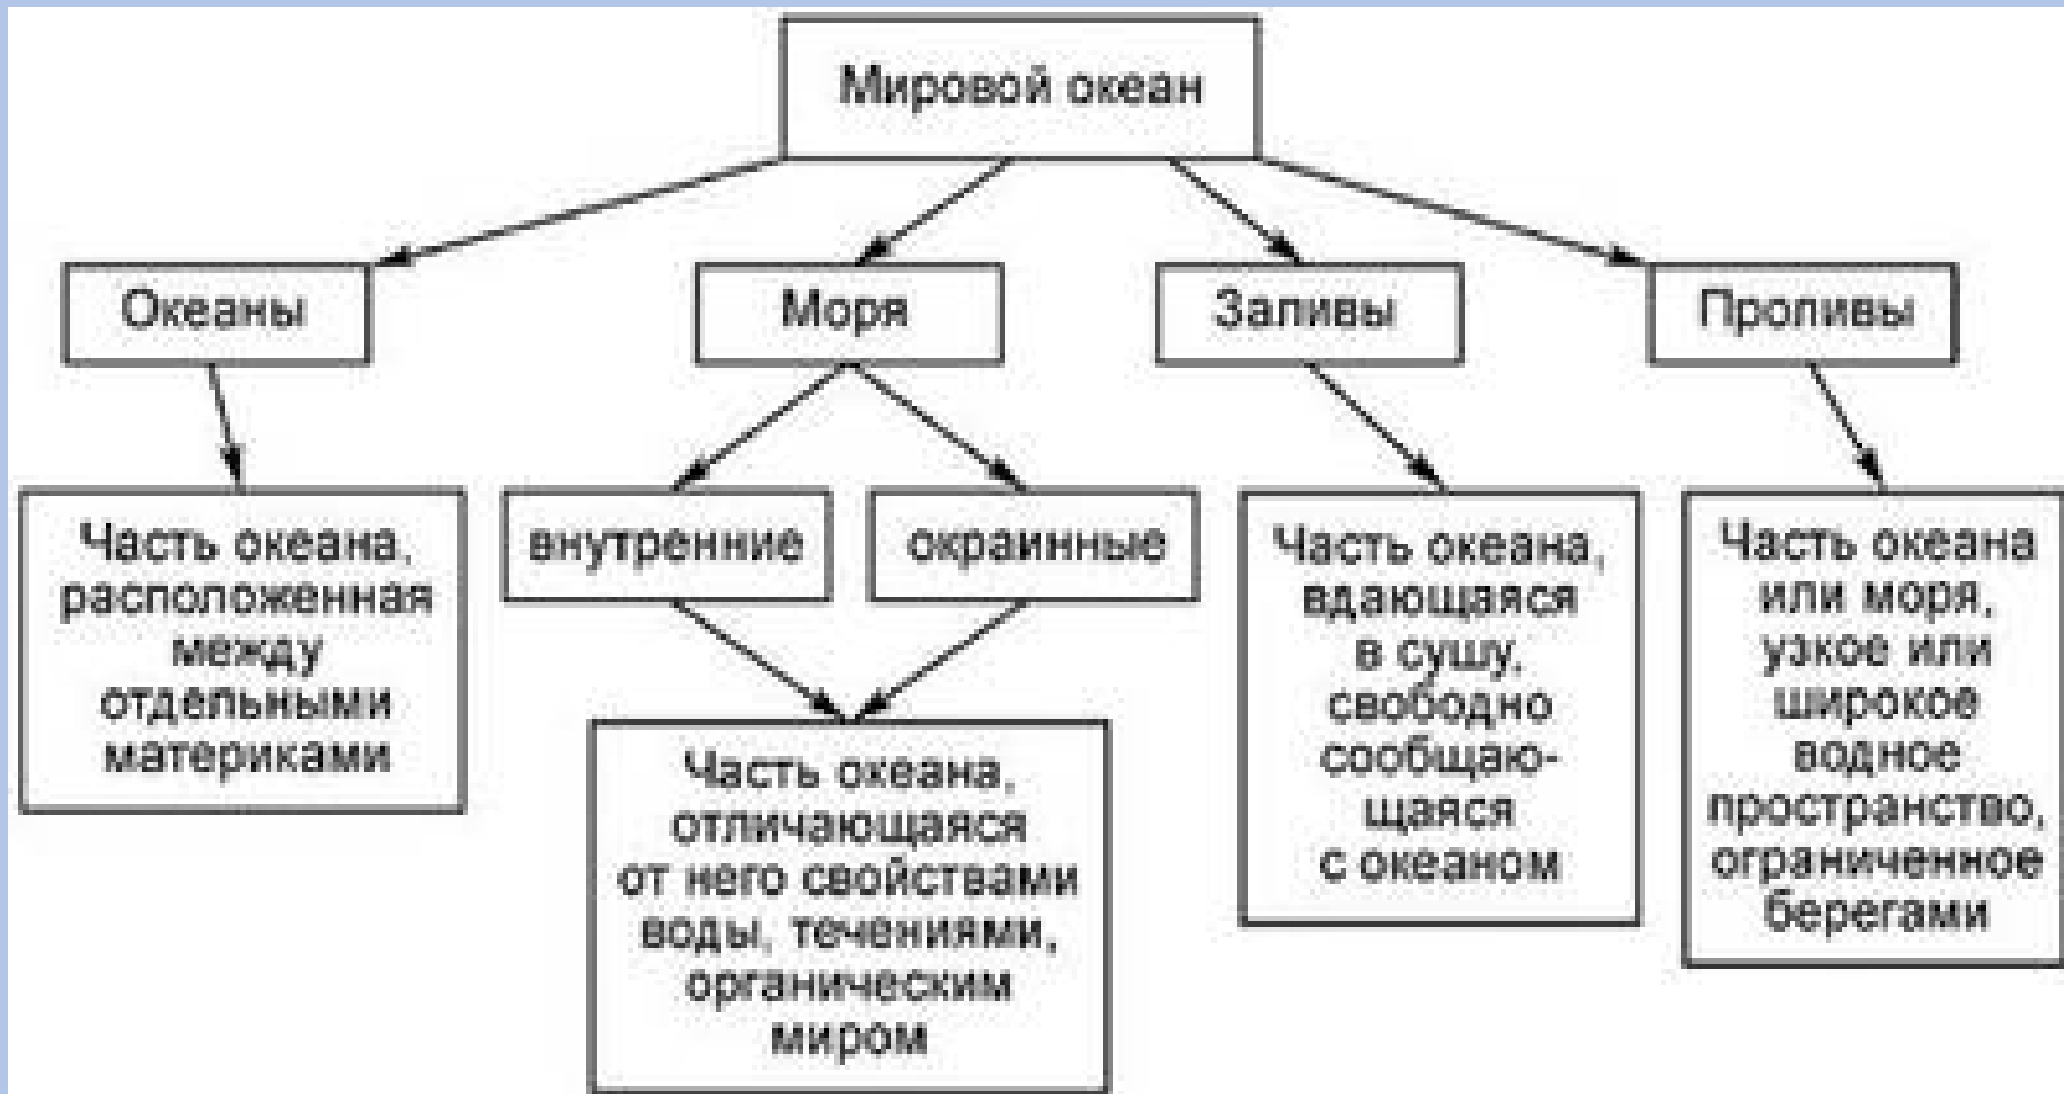 Мировой океан
Океаны
Моря
Заливы
Проливы
Часть океана,
расположенная
между
отдельными
материками
внутренние
окраинные
Часть океана,
отличающаяся
от него свойствами
воды, течениями,
органическим
миром
Часть океана,
вдающаяся
в сушу,
свободно
сообщаю-
щаяся
с океаном
Часть океана
или моря,
узкое или
широкое
водное
пространство,
ограниченное
берегами